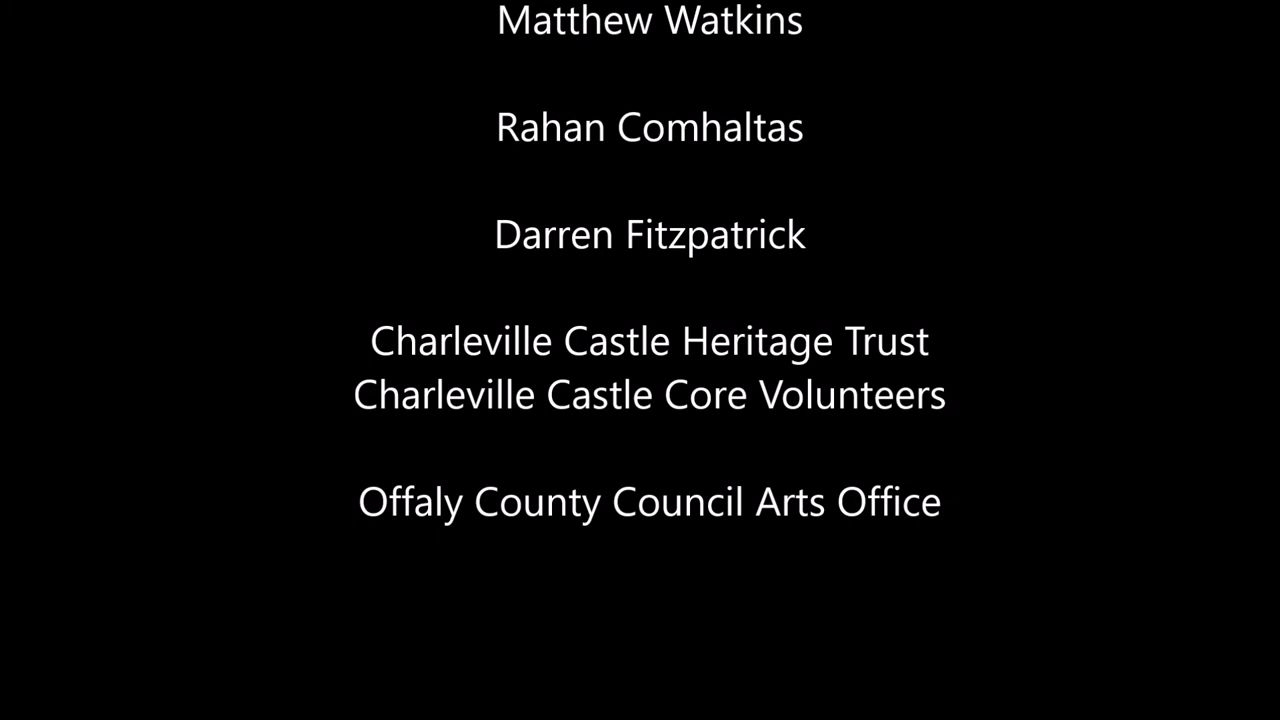 Matthew Watkins
Rahan Comhaltas
Darren Fitzpatrick
Charleville Castle Heritage Trust
Charleville Castle Core Volunteers
Offaly County Council Arts Office